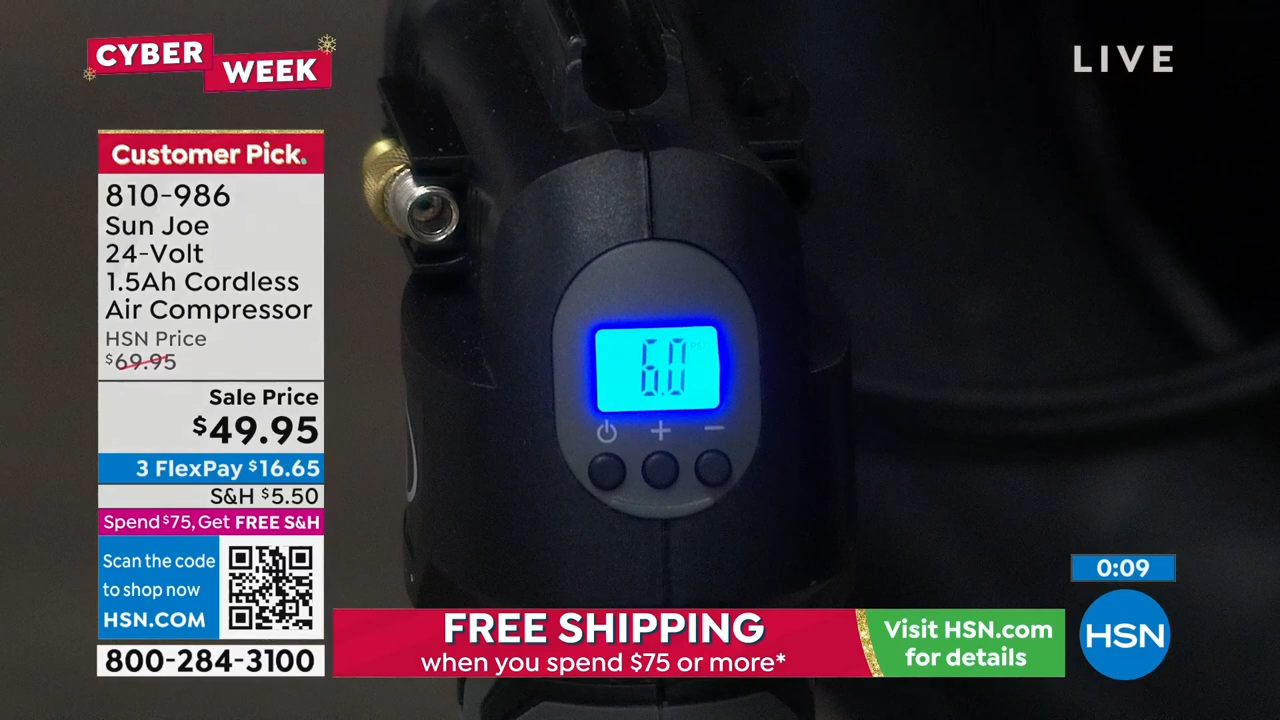 CYBER
WEEK
LIVE
Customer Pick.
810-986
Sun Joe
24-Volt
1.5Ah Cordless
Air Compressor
HSN Price
$69.95
Sale Price
$49.95
3 FlexPay $16.65
S&H $5.50
Spend $75, Get FREE S&H
Scan the code
to shop now
HSN.COM
800-284-3100
6.0 PSI
FREE SHIPPING
when you spend $75 or more*
Visit HSN.com
for details
0:09
HSN